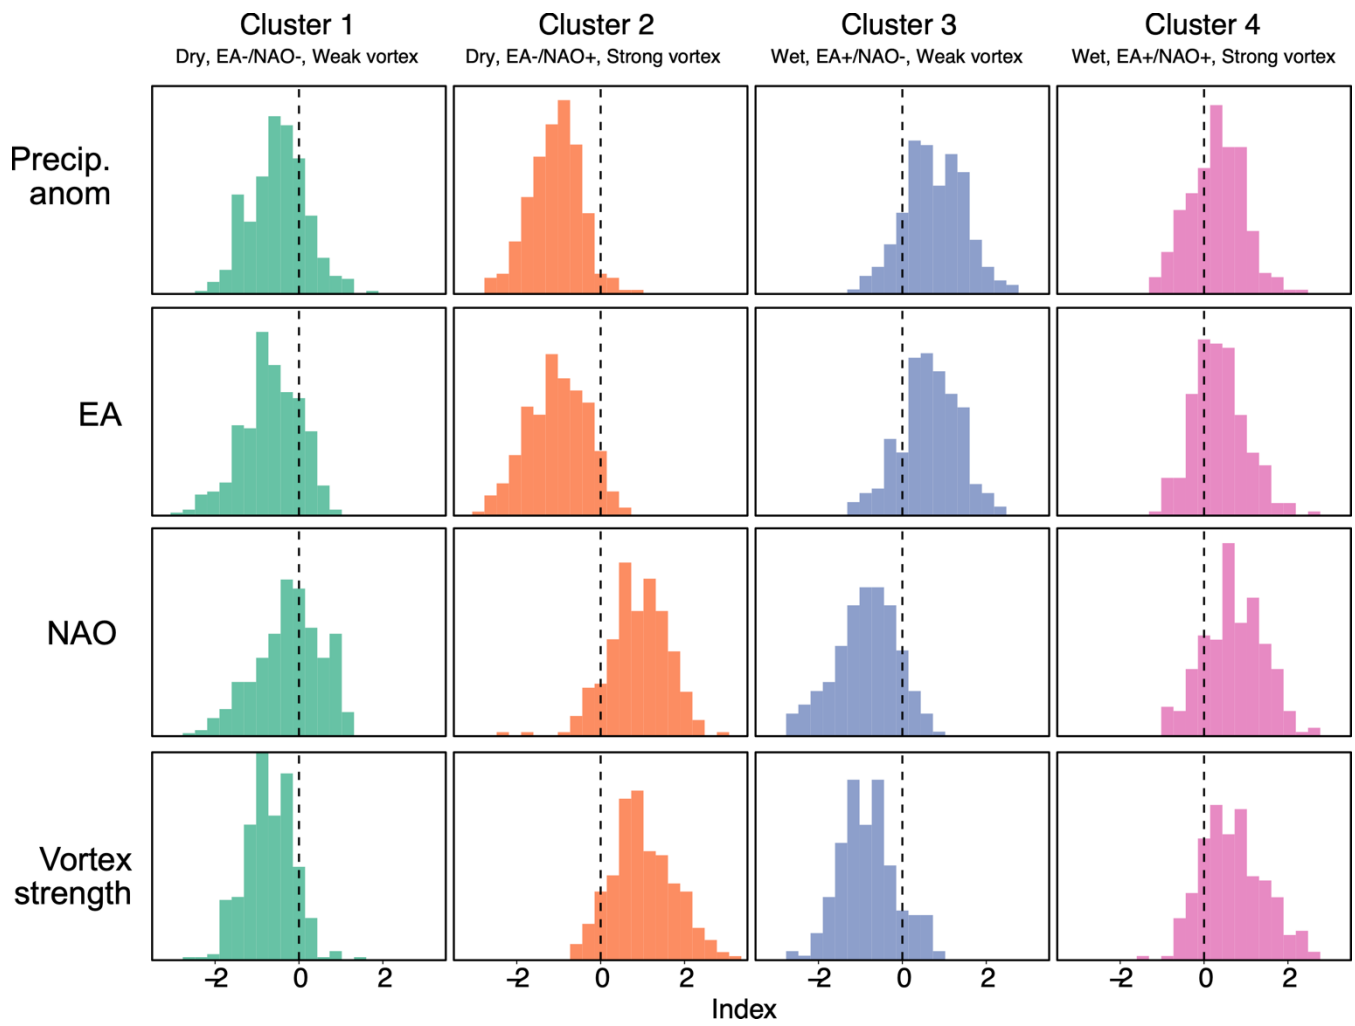 Cluster 1
Cluster 2
Cluster 3
Cluster 4
Dry, EA-/NAO-, Weak vortex
Dry, EA-/NAO+, Strong vortex
Wet, EA+/NAO-, Weak vortex
Wet, EA+/NAO+, Strong vortex
Precip.
anom
EA
NAO
Vortex
strength
−2 0 2
−2 0 2
−2 0 2
−2 0 2
Index